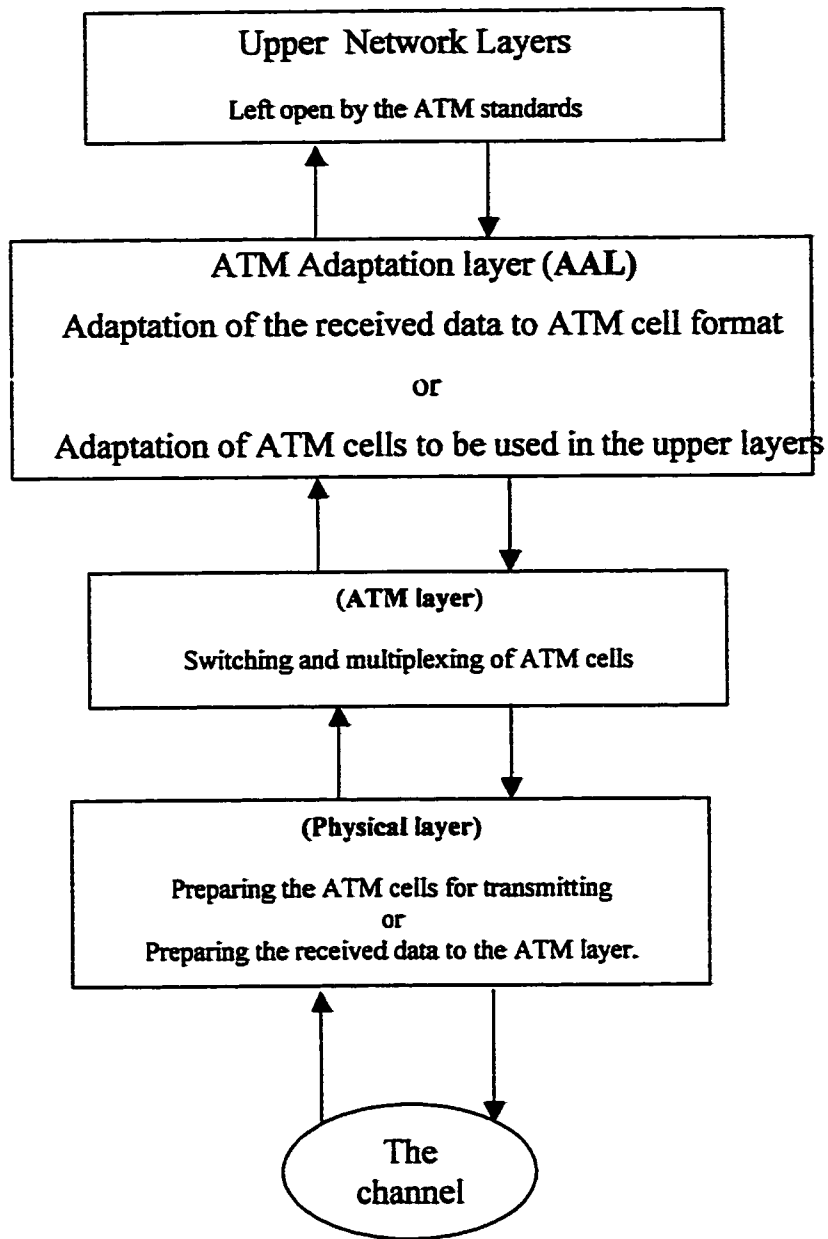 Upper Network Layers
Left open by the ATM standards
ATM Adaptation layer (AAL)
Adaptation of the received data to ATM cell format
or
Adaptation of ATM cells to be used in the upper layers
(ATM layer)
Switching and multiplexing of ATM cells
(Physical layer)
Preparing the ATM cells for transmitting
or
Preparing the received data to the ATM layer.
The
channel